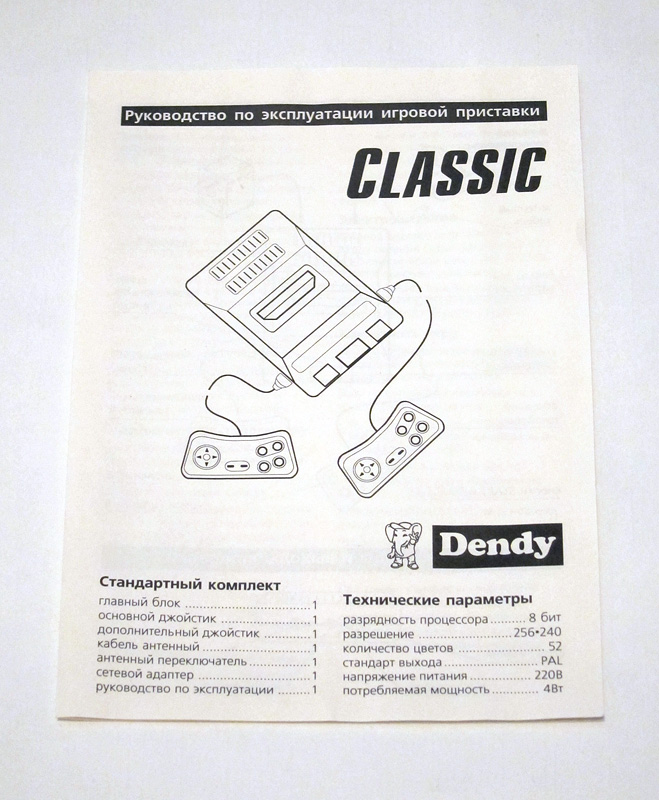 Руководство по эксплуатации игровой приставки
CLASSIC
Dendy
Стандартный комплект
главный блок ........................... 1
основной джойстик ................... 1
дополнительный джойстик ........... 1
кабель антенный ....................... 1
антенный переключатель ............. 1
сетевой адаптер ........................ 1
руководство по эксплуатации ........ 1
Технические параметры
разрядность процессора ......... 8 бит
разрешение ..................... 256•240
количество цветов ................... 52
стандарт выхода ................... PAL
напряжение питания ............. 220В
потребляемая мощность ........... 4Вт